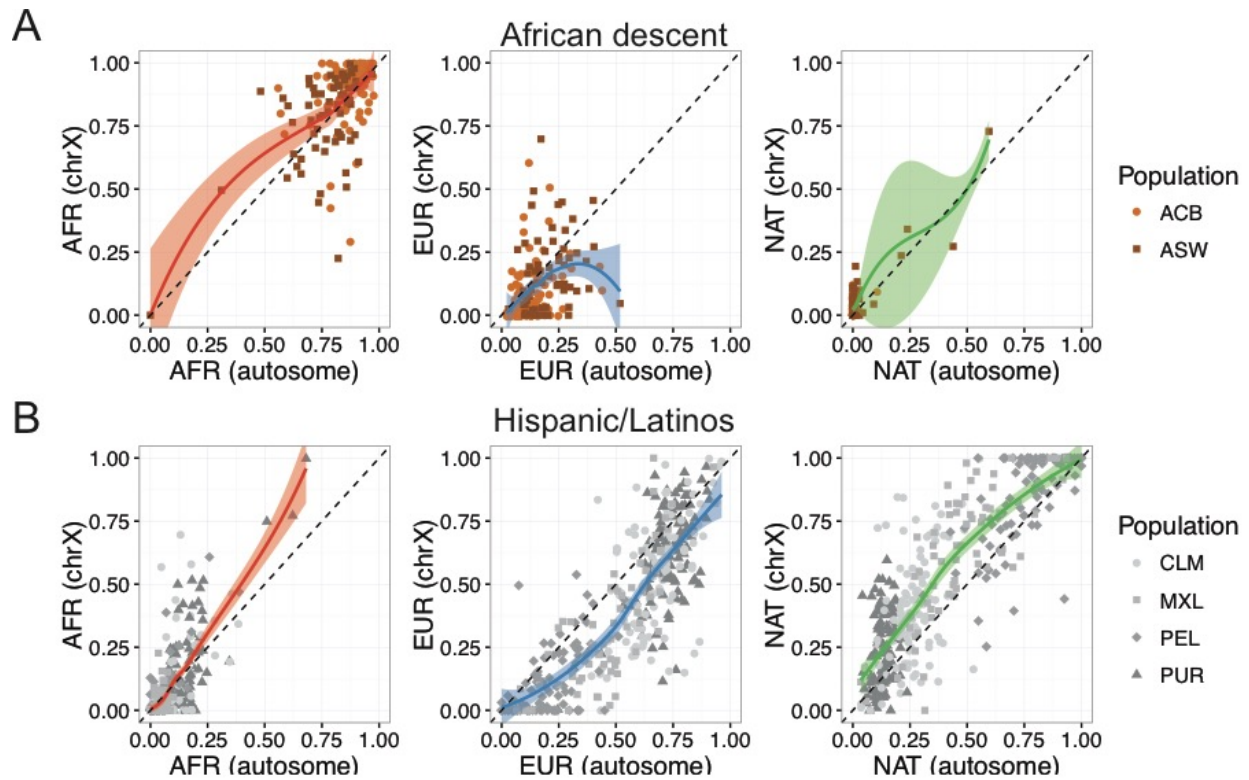 A
African descent
1.00
0.75
0.50
0.25
0.00
AFR (chrX)
0.00 0.25 0.50 0.75 1.00
AFR (autosome)
1.00
0.75
0.50
0.25
0.00
EUR (chrX)
0.00 0.25 0.50 0.75 1.00
EUR (autosome)
1.00
0.75
0.50
0.25
0.00
NAT (chrX)
0.00 0.25 0.50 0.75 1.00
NAT (autosome)
Population
ACB
ASW
B
Hispanic/Latinos
1.00
0.75
0.50
0.25
0.00
AFR (chrX)
0.00 0.25 0.50 0.75 1.00
AFR (autosome)
1.00
0.75
0.50
0.25
0.00
EUR (chrX)
0.00 0.25 0.50 0.75 1.00
EUR (autosome)
1.00
0.75
0.50
0.25
0.00
NAT (chrX)
0.00 0.25 0.50 0.75 1.00
NAT (autosome)
Population
CLM
MXL
PEL
PUR